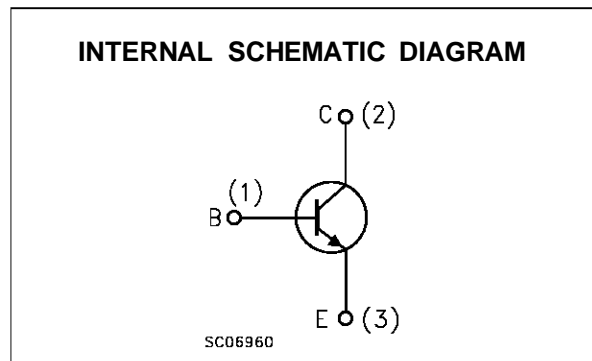 INTERNAL SCHEMATIC DIAGRAM
C (2)
(1)
B
E (3)
SC06960